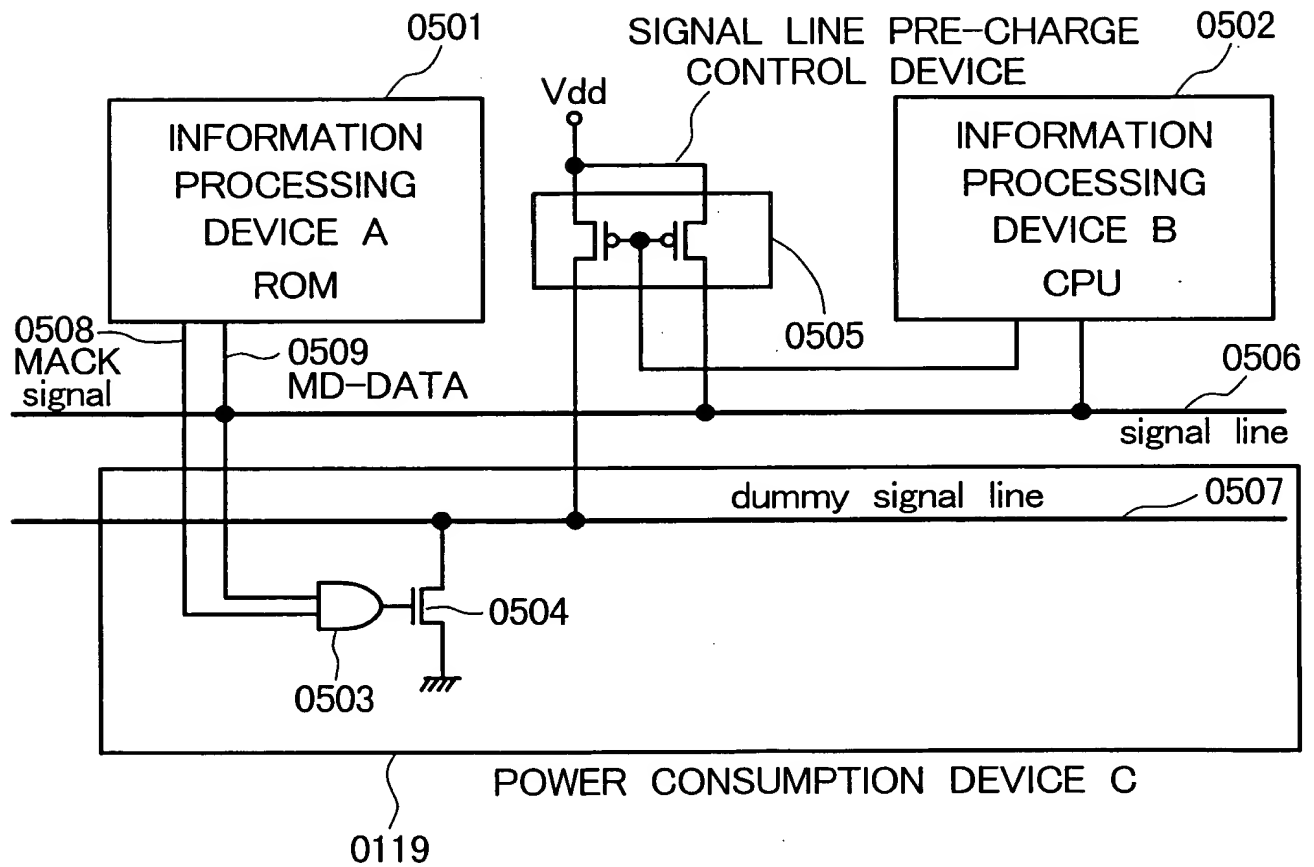 0501
SIGNAL LINE PRE-CHARGE
CONTROL DEVICE
0502
Vdd
INFORMATION
PROCESSING
DEVICE A
ROM
INFORMATION
PROCESSING
DEVICE B
CPU
0505
0508
MACK
signal
0509
MD-DATA
0506
signal line
dummy signal line
0507
0504
0503
POWER CONSUMPTION DEVICE C
0119